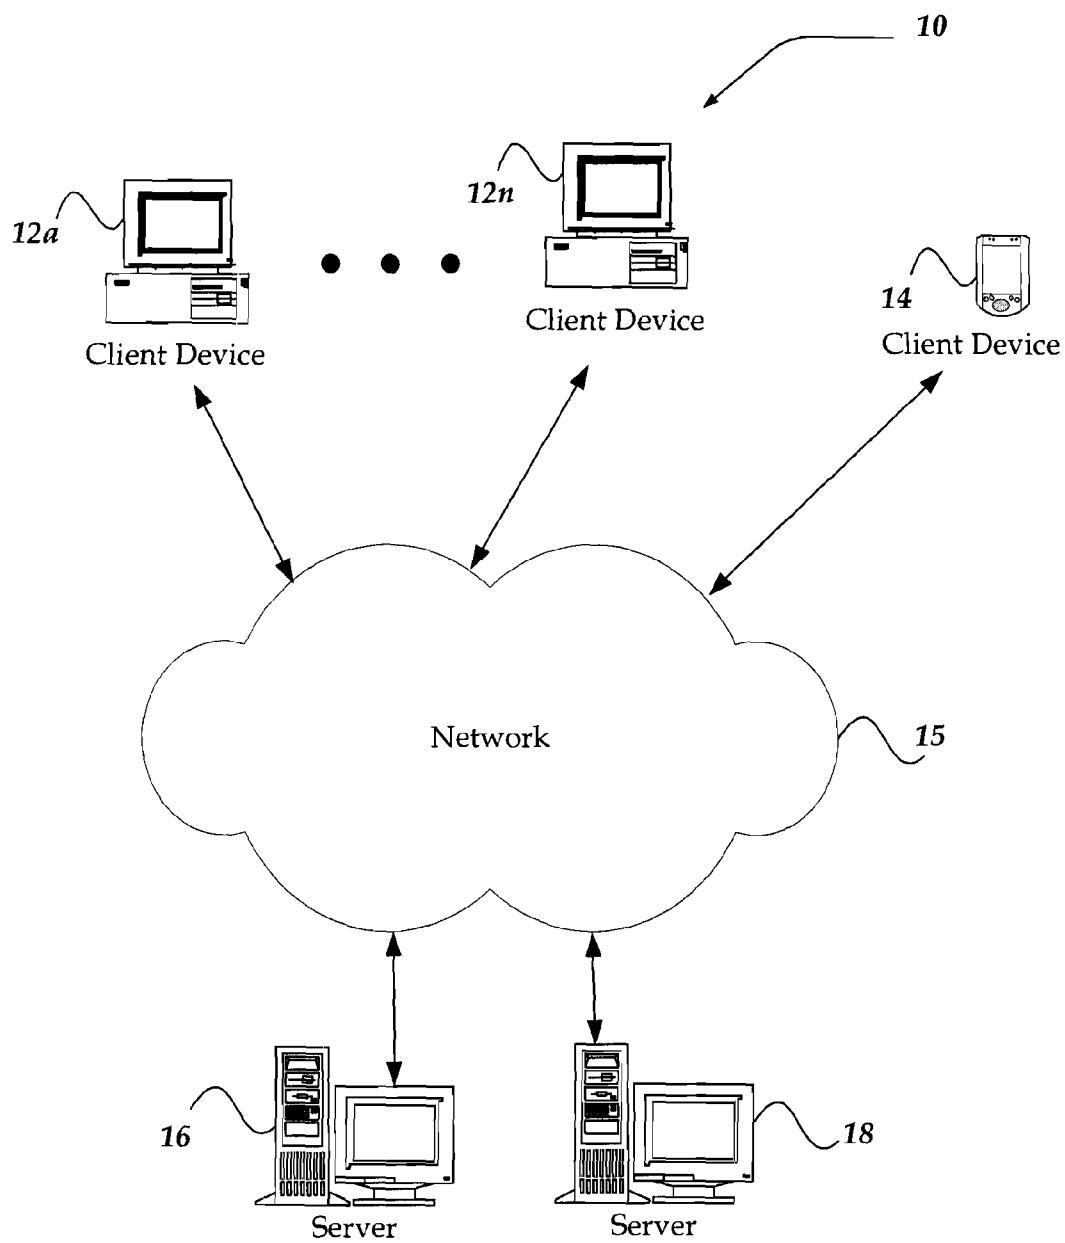 10
12a
12n
14
Client Device
Client Device
Client Device
Network
15
16
18
Server
Server